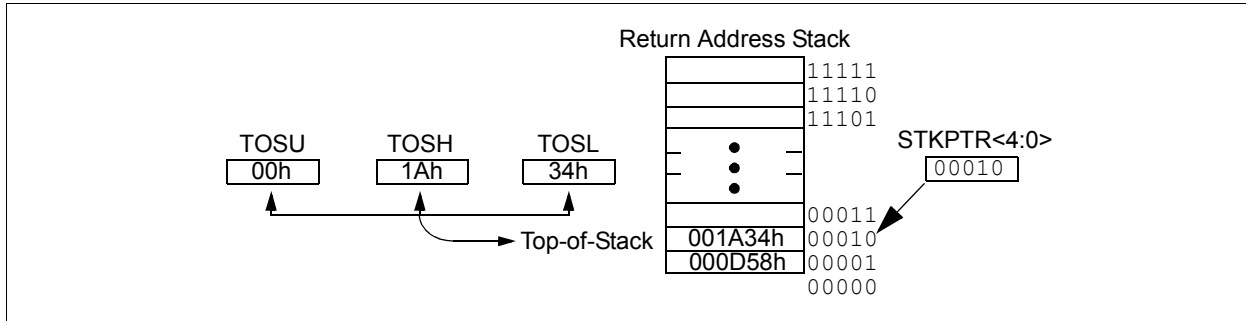 Return Address Stack
11111
11110
11101
TOSU TOSH TOSL STKPTR<4:0>
00h 1Ah 34h 00010
00011
Top-of-Stack 001A34h 00010
000D58h 00001
00000